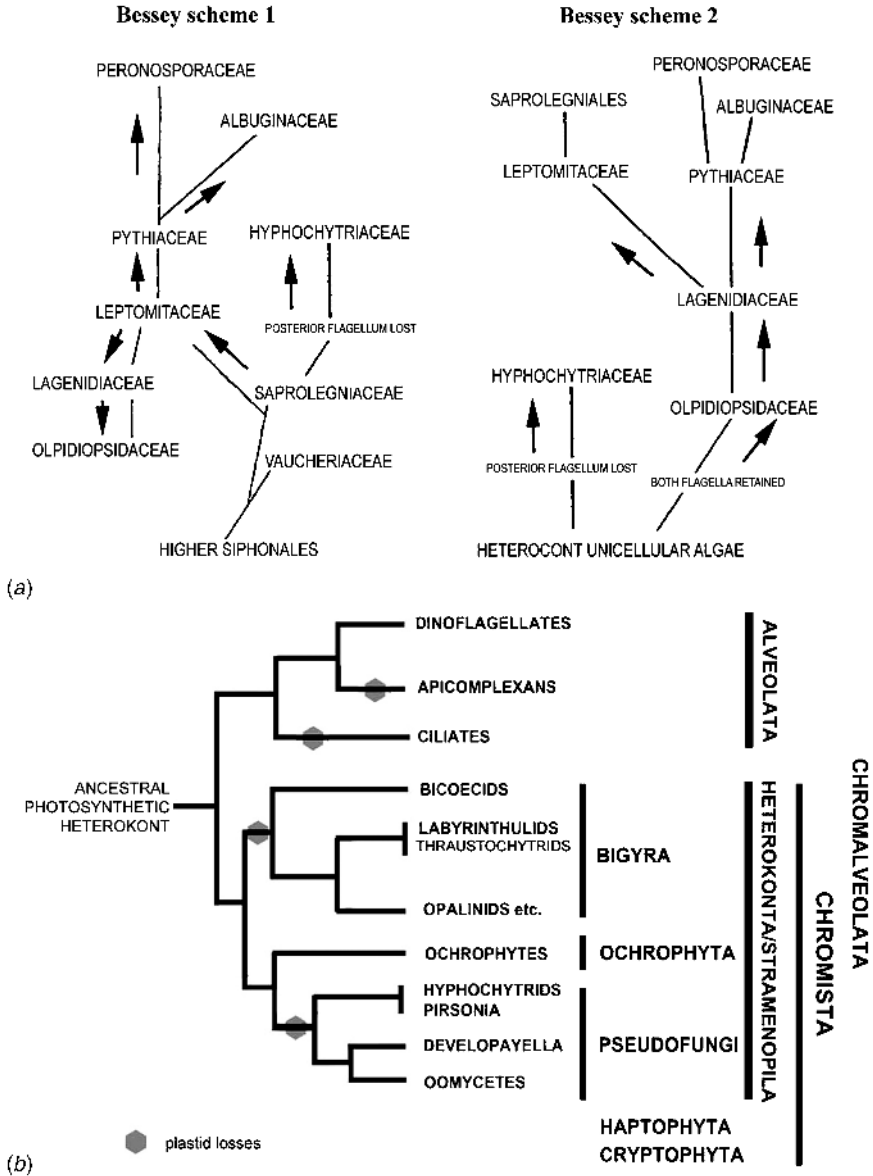 Bessey scheme 1
PERONOSPORACEAE
ALBUGINACEAE
PYTHIACEAE
HYPHOCHYTRIACEAE
LEPTOMITACEAE
POSTERIOR FLAGELLUM LOST
LAGENIDIACEAE
SAPROLEGNIACEAE
OLPIDIOPSIDACEAE
VAUCHERIACEAE
HIGHER SIPHONALES
Bessey scheme 2
PERONOSPORACEAE
SAPROLEGNIALES
ALBUGINACEAE
LEPTOMITACEAE
PYTHIACEAE
LAGENIDIACEAE
HYPHOCHYTRIACEAE
OLPIDIOPSIDACEAE
POSTERIOR FLAGELLUM LOST
BOTH FLAGELLA RETAINED
HETEROCONT UNICELLULAR ALGAE
(a)
ANCESTRAL
PHOTOSYNTHETIC
HETEROKONT
DINOFLAGELLATES
APICOMPLEXANS
CILIATES
BICOECIDS
LABYRINTHULIDS
THRAUSTOCHYTRIDS
OPALINIDS etc.
OCHROPHYTES
HYPHOCHYTRIDS
PIRSONIA
DEVELOPAYELLA
OOMYCETES
BIGYRA
OCHROPHYTA
PSEUDOFUNGI
HAPTOPHYTA
CRYPTOPHYTA
ALVEOLATA
HETEROKONTA/STRAMENOPILA
CHROMISTA
CHROMALVEOLATA
plastid losses
(b)